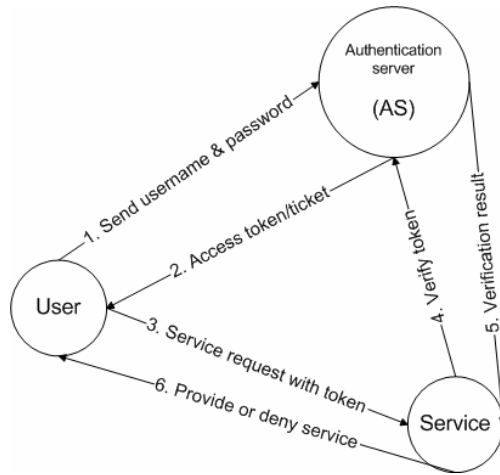 Authentication
server
(AS)
1. Send username & password
2. Access token/ticket
4. Verify token
5. Verification result
User
3. Service request with token
6. Provide or deny service
Service